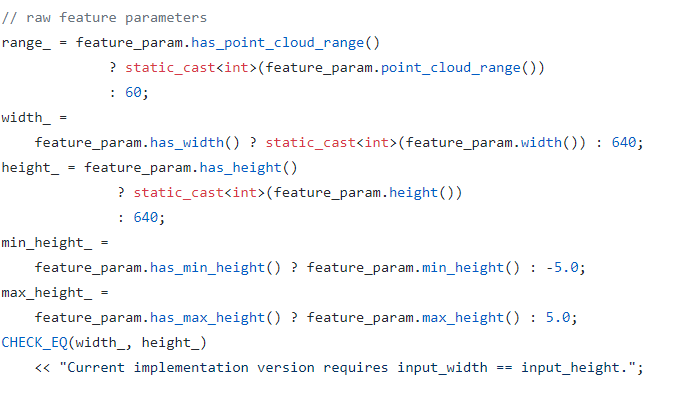 // raw feature parameters
range_ = feature_param.has_point_cloud_range()
             ? static_cast<int>(feature_param.point_cloud_range())
             : 60;
width_ =
    feature_param.has_width() ? static_cast<int>(feature_param.width()) : 640;
height_ = feature_param.has_height()
              ? static_cast<int>(feature_param.height())
              : 640;
min_height_ =
    feature_param.has_min_height() ? feature_param.min_height() : -5.0;
max_height_ =
    feature_param.has_max_height() ? feature_param.max_height() : 5.0;
CHECK_EQ(width_, height_)
    << "Current implementation version requires input_width == input_height.";